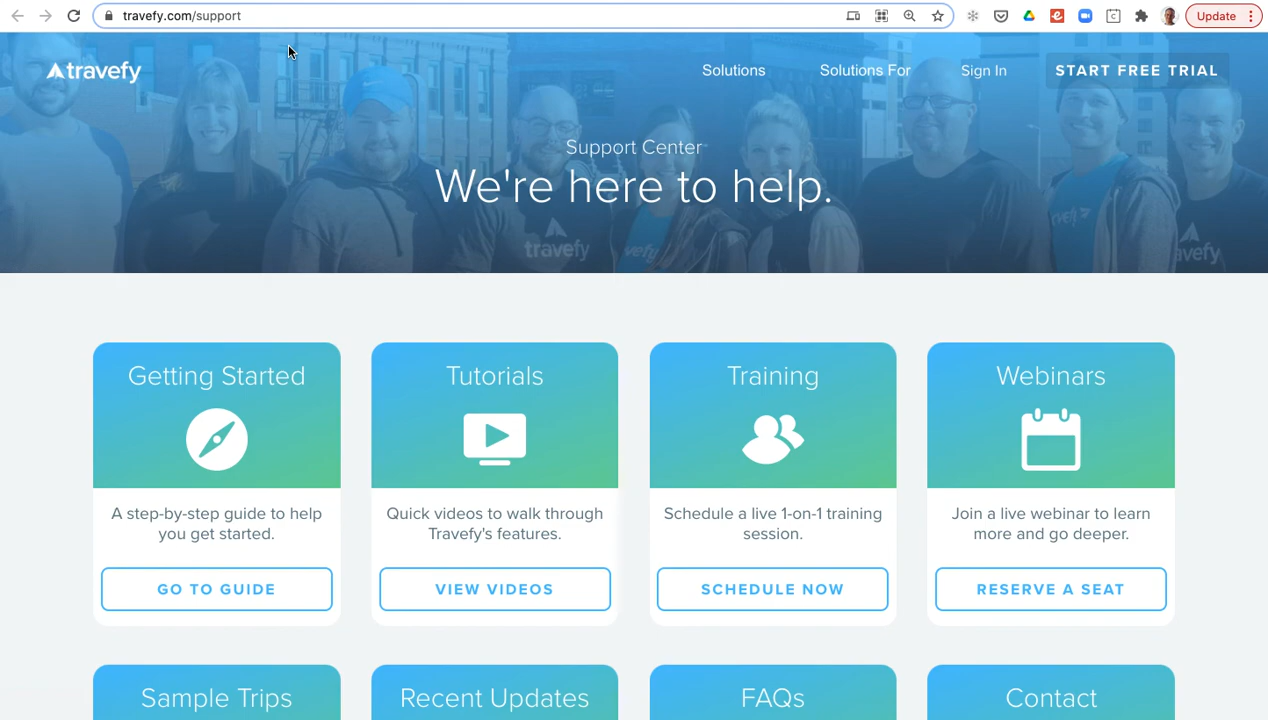 travefy.com/support
Update
travefy
Solutions
Solutions For
Sign In
START FREE TRIAL
Support Center
We're here to help.
travefy
Getting Started
A step-by-step guide to help
you get started.
GO TO GUIDE
Tutorials
Quick videos to walk through
Travefy's features.
VIEW VIDEOS
Training
Schedule a live 1-on-1 training
session.
SCHEDULE NOW
Webinars
Join a live webinar to learn
more and go deeper.
RESERVE A SEAT
Sample Trips
Recent Updates
FAQs
Contact